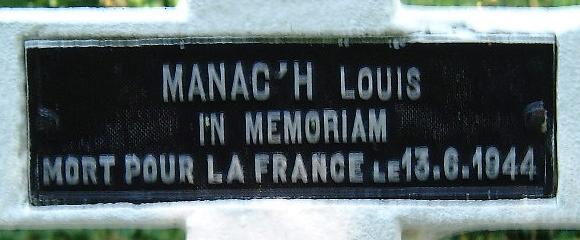 MANAC'H LOUIS
IN MEMORIAM
MORT POUR LA FRANCE LE 13.6.1944